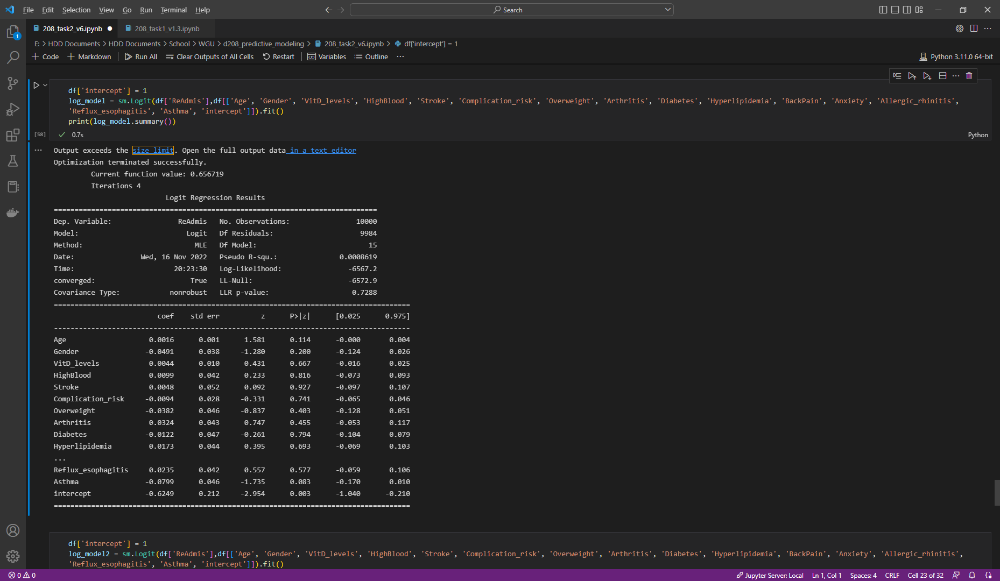 File Edit Selection View Go Run Terminal Help Search
208_task2_v6.ipynb 208_task1_v1.3.ipynb
E: > HDD Documents > HDD Documents > School > WGU > d208_predictive_modeling > 208_task2_v6.ipynb > df['intercept'] = 1
+ Code + Markdown Run All Clear Outputs of All Cells Restart Variables Outline ... Python 3.11.0 64-bit
df['intercept'] = 1
log_model = sm.Logit(df['ReAdmis'],df[['Age', 'Gender', 'VitD_levels', 'HighBlood', 'Stroke', 'Complication_risk', 'Overweight', 'Arthritis', 'Diabetes', 'Hyperlipidemia', 'BackPain', 'Anxiety', 'Allergic_rhinitis',
'Reflux_esophagitis', 'Asthma', 'intercept']]).fit()
print(log_model.summary())
[58] 0.7s Python
... Output exceeds the size limit. Open the full output data in a text editor
Optimization terminated successfully.
Current function value: 0.656719
Iterations 4
Logit Regression Results
==============================================================================
Dep. Variable: ReAdmis No. Observations: 10000
Model: Logit Df Residuals: 9984
Method: MLE Df Model: 15
Date: Wed, 16 Nov 2022 Pseudo R-squ.: 0.0008619
Time: 20:23:30 Log-Likelihood: -6567.2
converged: True LL-Null: -6572.9
Covariance Type: nonrobust LLR p-value: 0.7288
======================================================================================
coef std err z P>|z| [0.025 0.975]
--------------------------------------------------------------------------------------
Age 0.0016 0.001 1.581 0.114 -0.000 0.004
Gender -0.0491 0.038 -1.280 0.200 -0.124 0.026
VitD_levels 0.0044 0.010 0.431 0.667 -0.016 0.025
HighBlood 0.0099 0.042 0.233 0.816 -0.073 0.093
Stroke 0.0048 0.052 0.092 0.927 -0.097 0.107
Complication_risk -0.0094 0.028 -0.331 0.741 -0.065 0.046
Overweight -0.0382 0.046 -0.837 0.403 -0.128 0.051
Arthritis 0.0324 0.043 0.747 0.455 -0.053 0.117
Diabetes -0.0122 0.047 -0.261 0.794 -0.104 0.079
Hyperlipidemia 0.0173 0.044 0.395 0.693 -0.069 0.103
...
Reflux_esophagitis 0.0235 0.042 0.557 0.577 -0.059 0.106
Asthma -0.0799 0.046 -1.735 0.083 -0.170 0.010
intercept -0.6249 0.212 -2.954 0.003 -1.040 -0.210
======================================================================================
df['intercept'] = 1
log_model2 = sm.Logit(df['ReAdmis'],df[['Age', 'Gender', 'VitD_levels', 'HighBlood', 'Stroke', 'Complication_risk', 'Overweight', 'Arthritis', 'Diabetes', 'Hyperlipidemia', 'BackPain', 'Anxiety', 'Allergic_rhinitis',
'Reflux_esophagitis', 'Asthma', 'intercept']]).fit()
0 0 Jupyter Server: Local Ln 1, Col 1 Spaces: 4 CRLF Cell 23 of 32
1